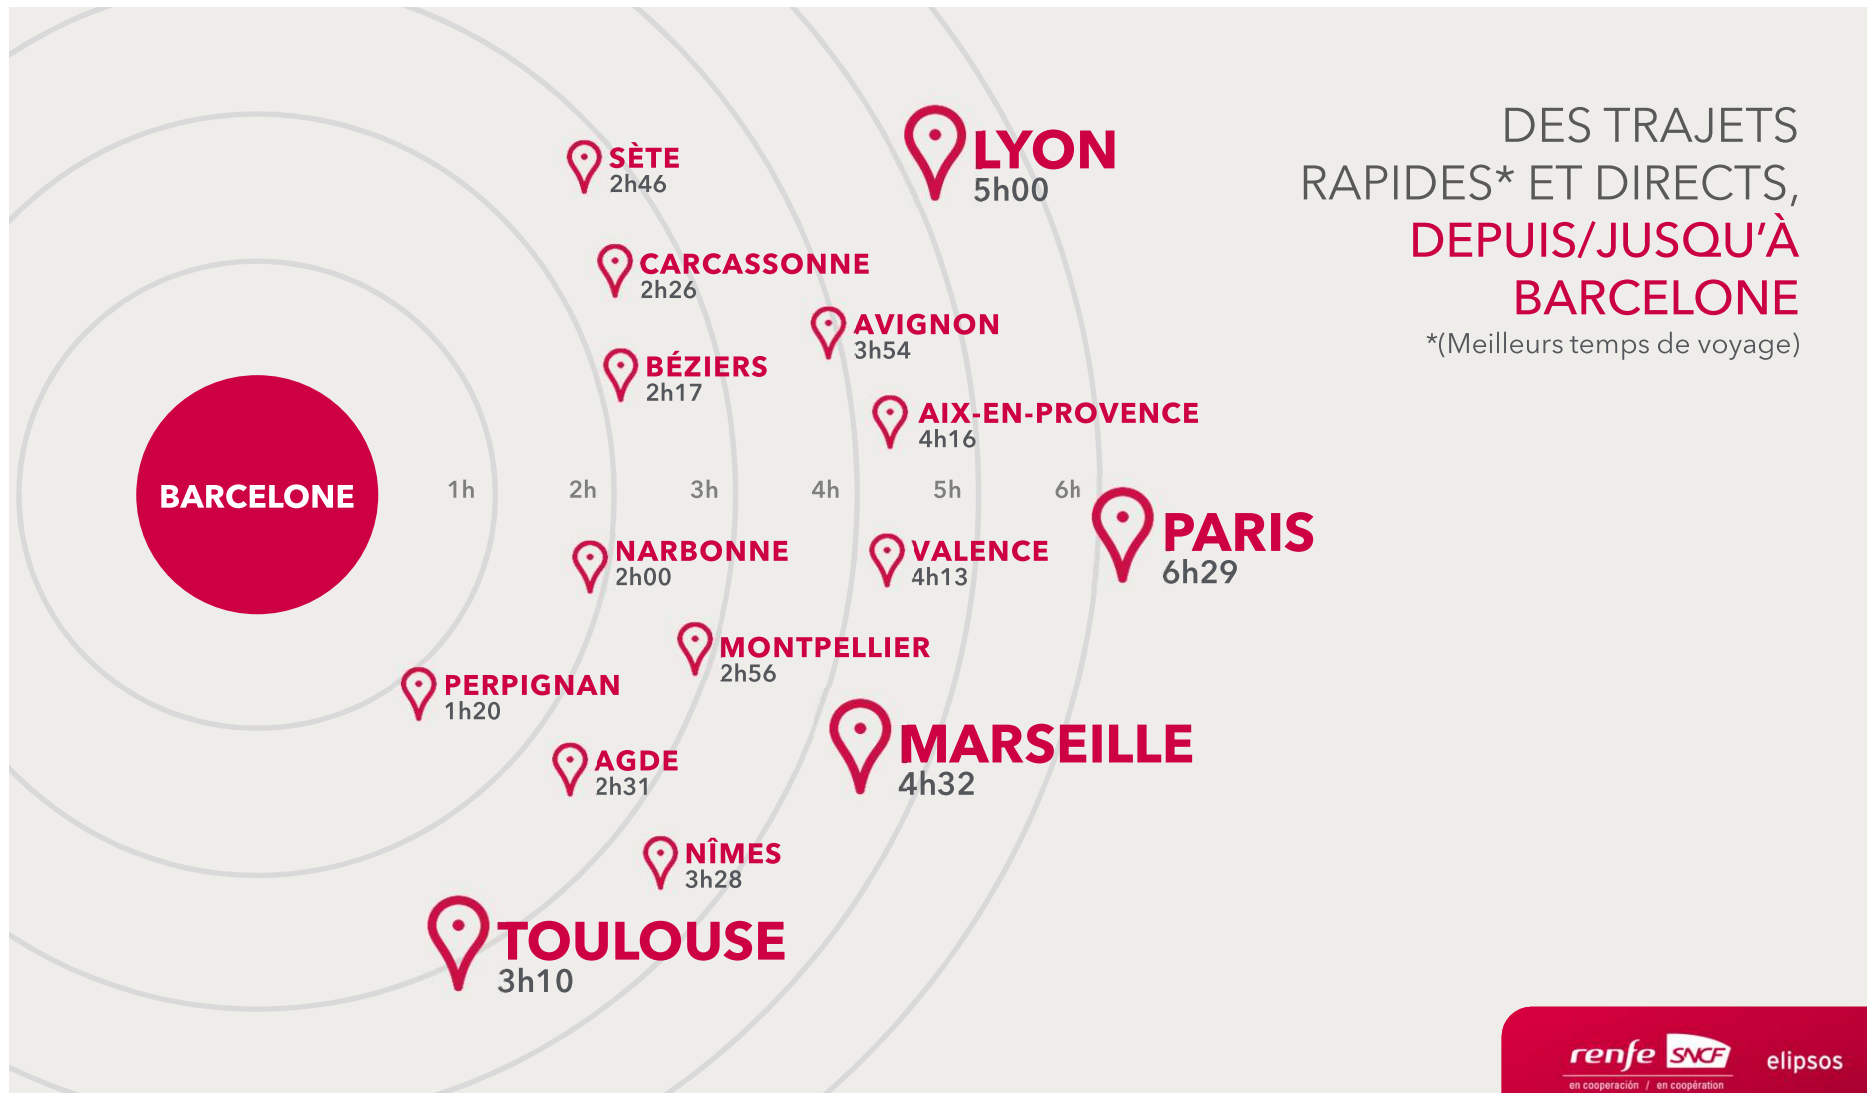 DES TRAJETS
RAPIDES* ET DIRECTS,
DEPUIS/JUSQU'À
BARCELONE
*(Meilleurs temps de voyage)
LYON
5h00
SÈTE
2h46
CARCASSONNE
2h26
AVIGNON
3h54
BÉZIERS
2h17
AIX-EN-PROVENCE
4h16
BARCELONE
1h 2h 3h 4h 5h 6h
PARIS
6h29
NARBONNE
2h00
VALENCE
4h13
MONTPELLIER
2h56
PERPIGNAN
1h20
MARSEILLE
4h32
AGDE
2h31
NÎMES
3h28
TOULOUSE
3h10
renfe SNCF elipsos
en cooperación / en coopération